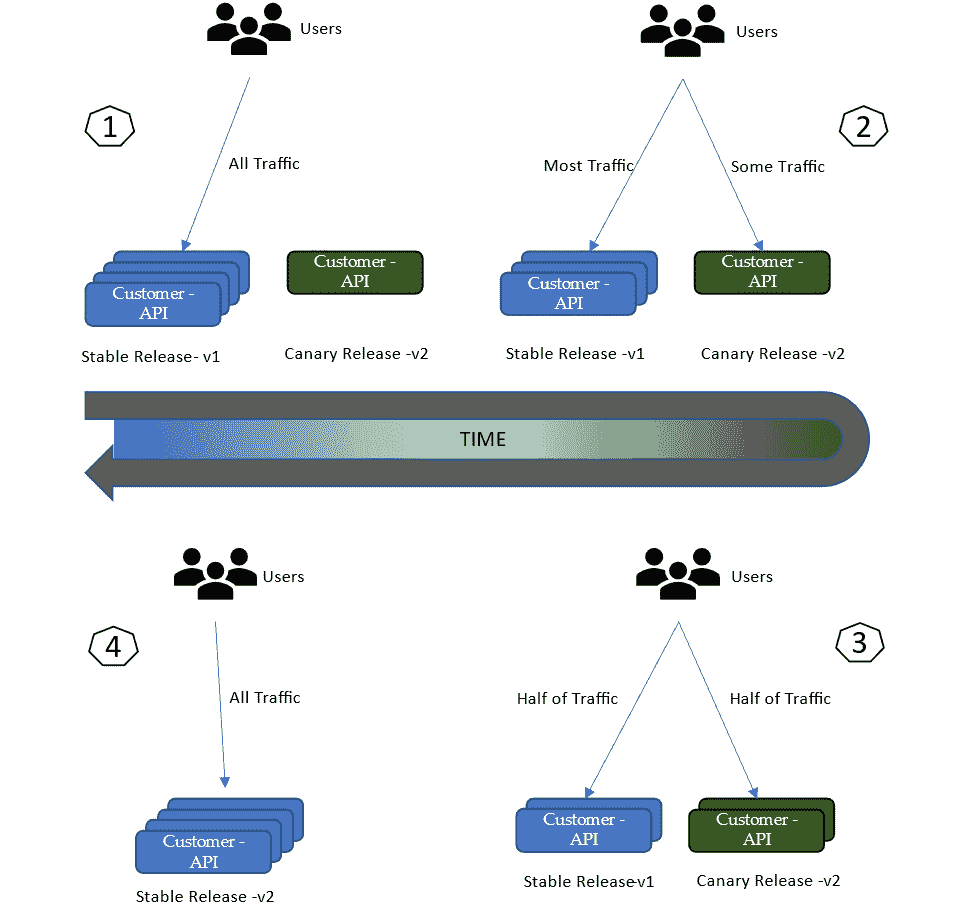 Users
Users
1
2
All Traffic
Most Traffic
Some Traffic
Customer -
API
Customer -
API
Customer -
API
Customer -
API
Stable Release- v1
Canary Release -v2
Stable Release -v1
Canary Release -v2
TIME
Users
Users
4
3
All Traffic
Half of Traffic
Half of Traffic
Customer -
API
Customer -
API
Customer -
API
Stable Release -v2
Stable Release-v1
Canary Release -v2